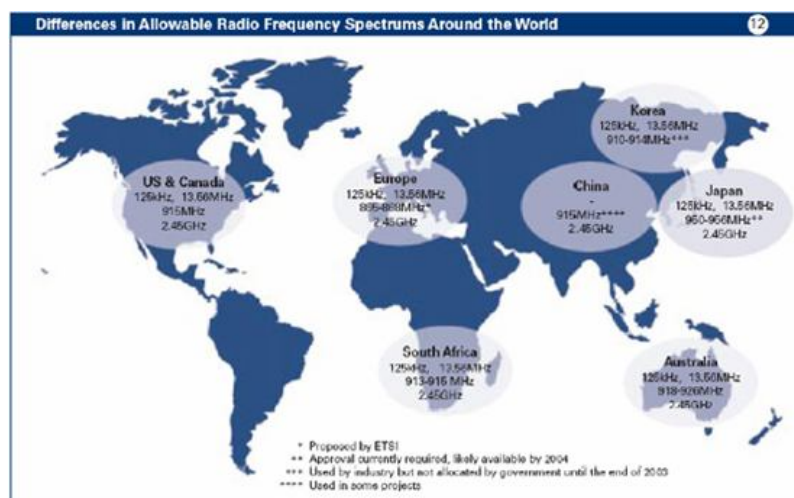 Differences in Allowable Radio Frequency Spectrums Around the World
12
Korea
125kHz, 13.56MHz
910-914MHz***
US & Canada
125kHz, 13.56MHz
915MHz
2.45GHz
Europe
125kHz, 13.56MHz
2.45GHz
China
-
915MHz****
2.45GHz
Japan
125kHz, 13.56MHz
950-956MHz**
2.45GHz
South Africa
125kHz, 13.56MHz
913-915 MHz
2.45GHz
Australia
125kHz, 13.56MHz
918-926MHz
2.45GHz
* Proposed by ETSI
** Approval currently required, likely available by 2004
*** Used by industry but not allocated by government until the end of 2003
**** Used in some projects